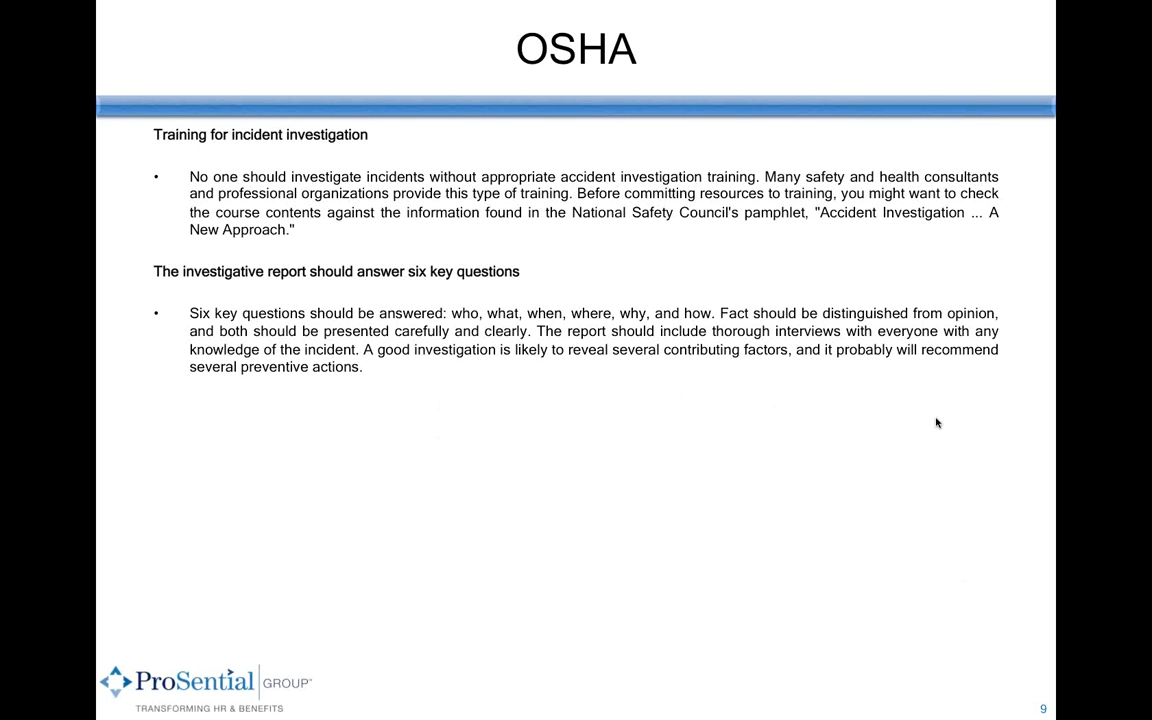 OSHA
Training for incident investigation
• No one should investigate incidents without appropriate accident investigation training. Many safety and health consultants
and professional organizations provide this type of training. Before committing resources to training, you might want to check
the course contents against the information found in the National Safety Council's pamphlet, "Accident Investigation ... A
New Approach."
The investigative report should answer six key questions
• Six key questions should be answered: who, what, when, where, why, and how. Fact should be distinguished from opinion,
and both should be presented carefully and clearly. The report should include thorough interviews with everyone with any
knowledge of the incident. A good investigation is likely to reveal several contributing factors, and it probably will recommend
several preventive actions.
ProSential GROUP
TRANSFORMING HR & BENEFITS
9